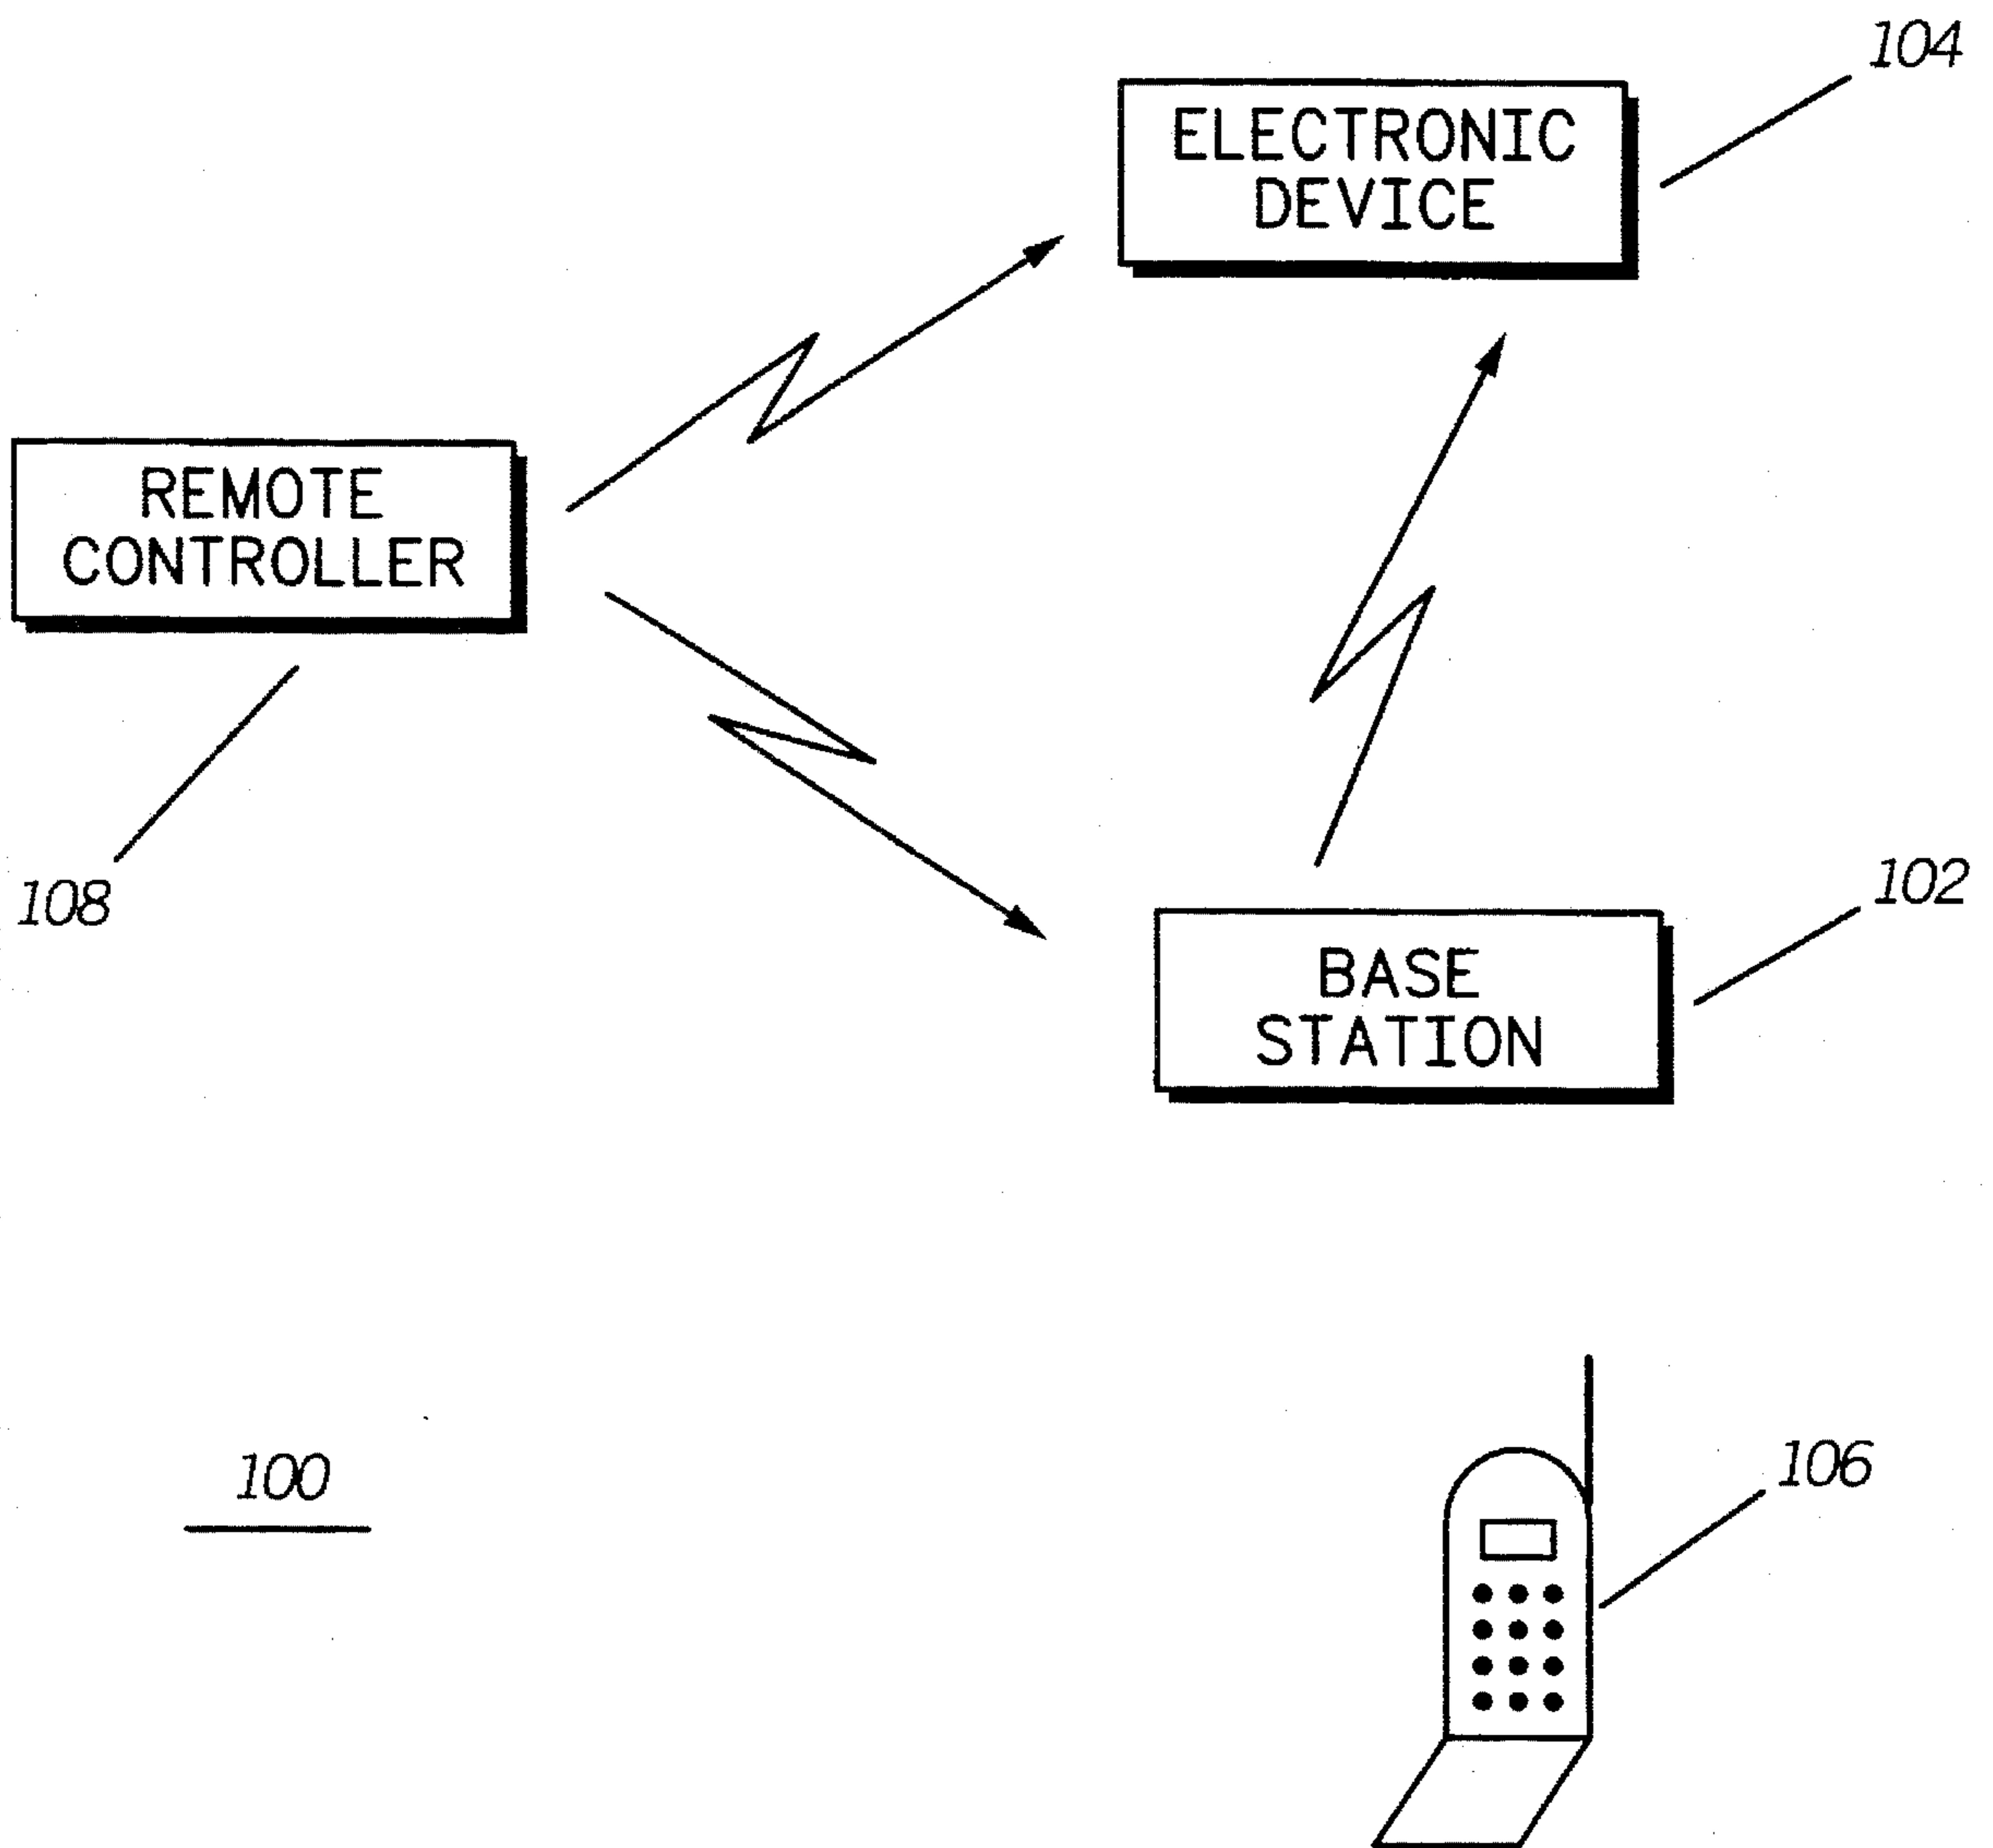 104
ELECTRONIC
DEVICE
REMOTE
CONTROLLER
108
102
BASE
STATION
100
106